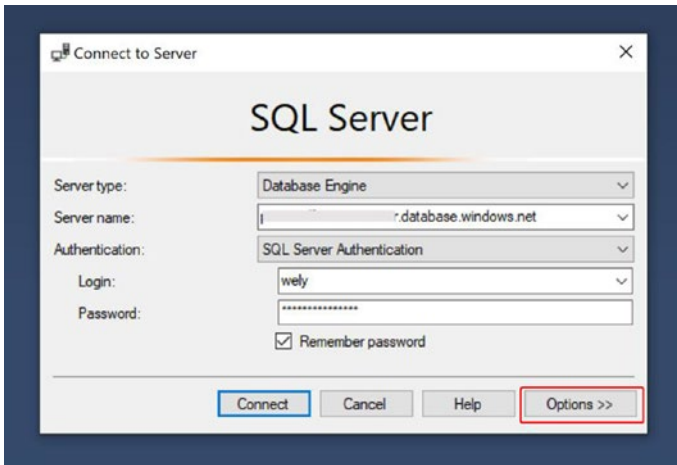 Connect to Server
SQL Server
Server type: Database Engine
Server name: r.database.windows.net
Authentication: SQL Server Authentication
Login: wely
Password: ***************
Remember password
Connect Cancel Help Options >>